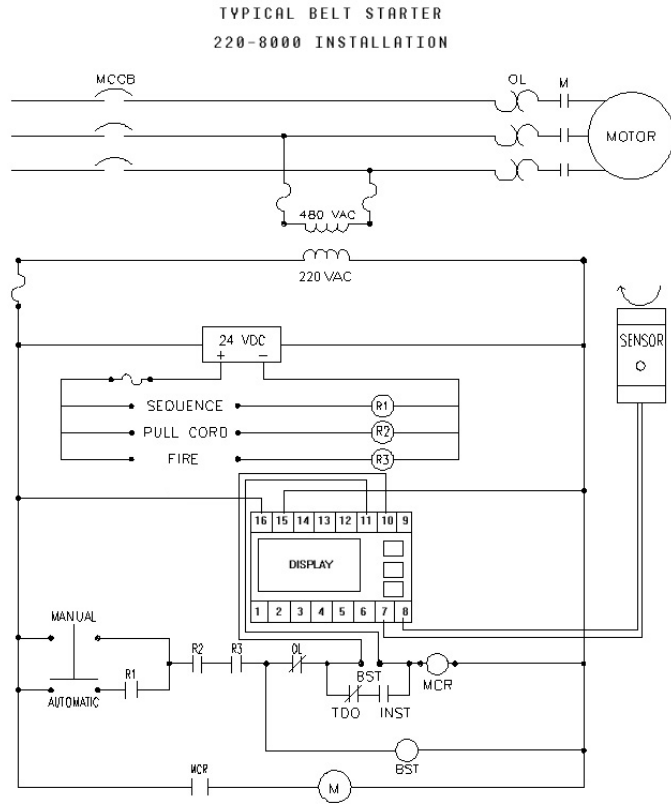 TYPICAL BELT STARTER
220-8000 INSTALLATION
MCCB
OL
M
MOTOR
480 VAC
220 VAC
24 VDC
+ −
SENSOR
SEQUENCE
R1
PULL CORD
R2
FIRE
R3
16 15 14 13 12 11 10 9
DISPLAY
1 2 3 4 5 6 7 8
MANUAL
R2 R3 OL
R1
BST
MCR
AUTOMATIC
TDO INST
BST
MCR
M